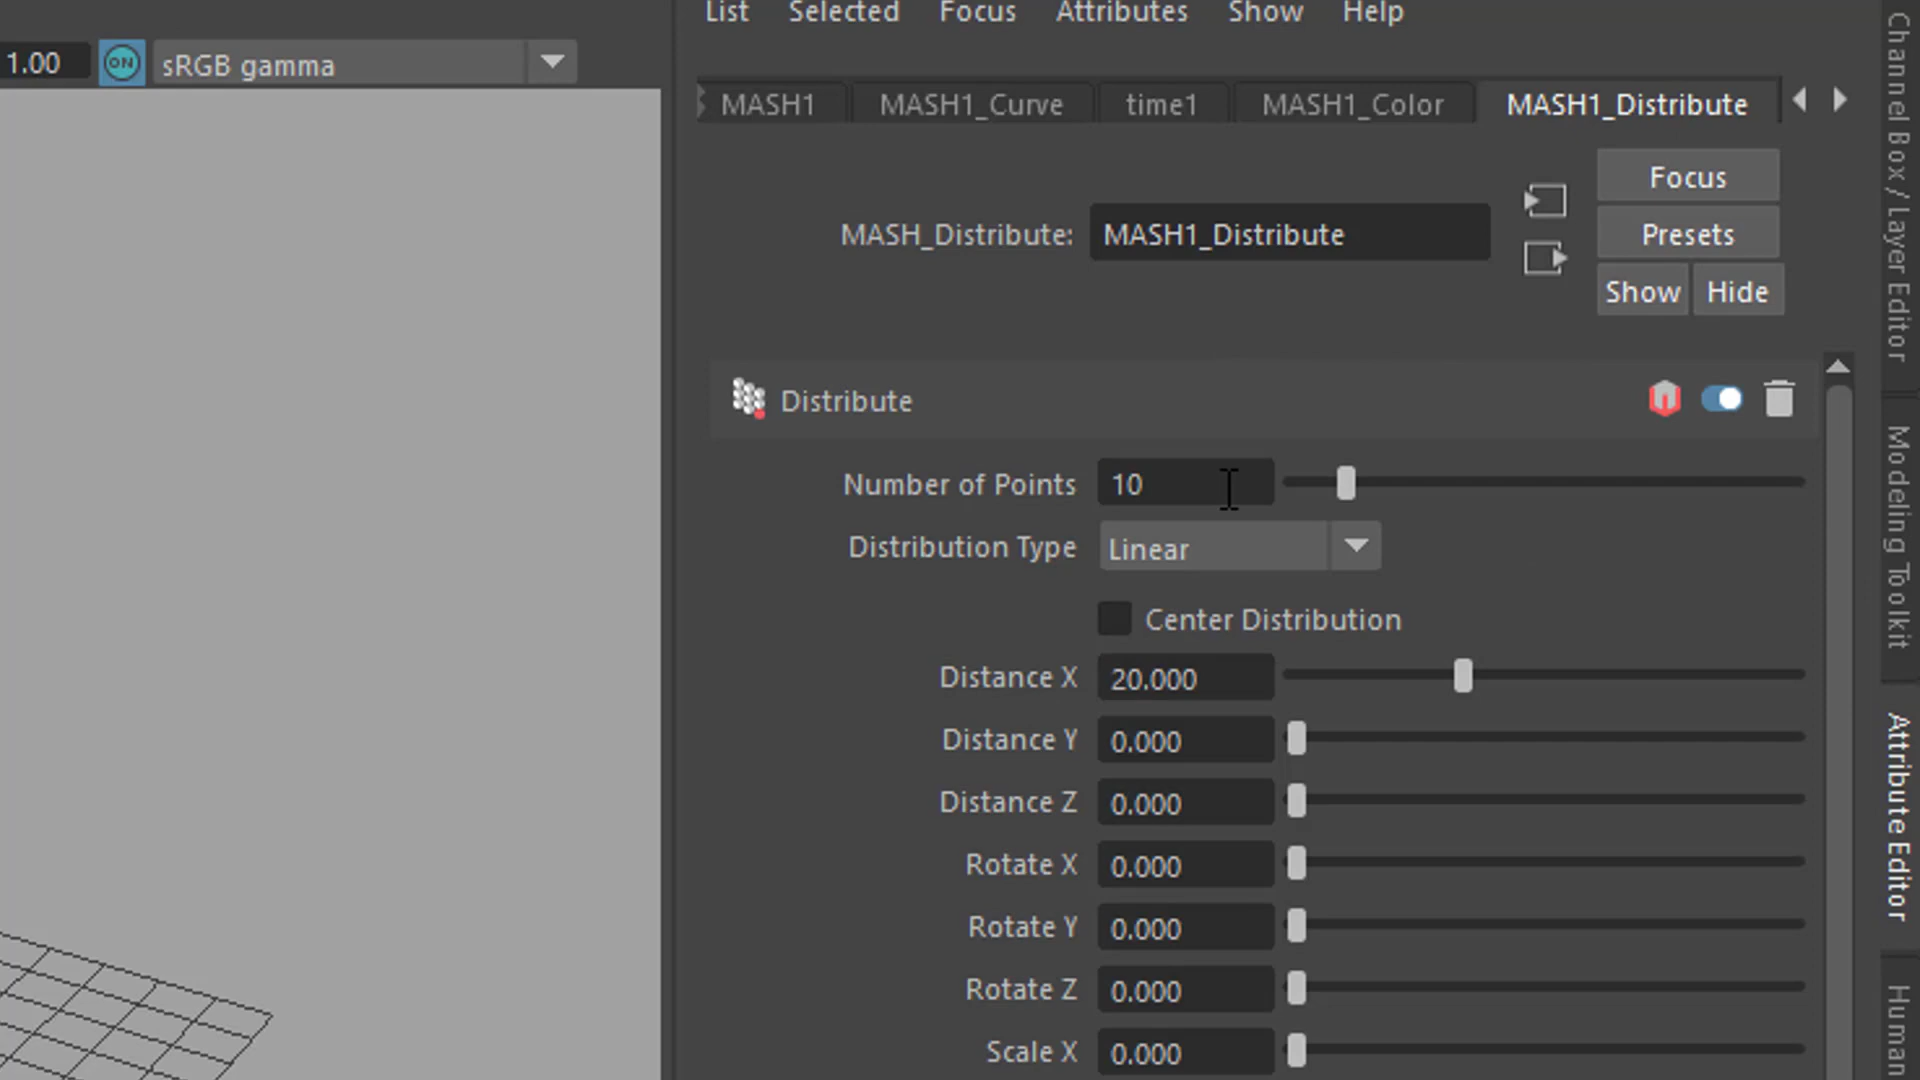 List Selected Focus Attributes Show Help
1.00 ON sRGB gamma
MASH1 MASH1_Curve time1 MASH1_Color MASH1_Distribute
Focus
MASH_Distribute: MASH1_Distribute Presets
Show Hide
Distribute
Number of Points 10
Distribution Type Linear
Center Distribution
Distance X 20.000
Distance Y 0.000
Distance Z 0.000
Rotate X 0.000
Rotate Y 0.000
Rotate Z 0.000
Scale X 0.000
Channel Box / Layer Editor
Modeling Toolkit
Attribute Editor
Human